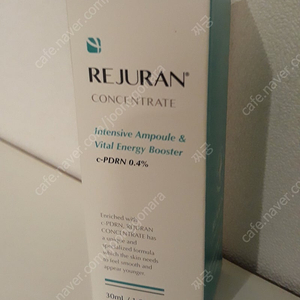 REJURAN®
CONCENTRATE
Intensive Ampoule &
Vital Energy Booster
c-PDRN 0.4%
Enriched with
c-PDRN, REJURAN
CONCENTRATE has
a unique and
specialized formula
which the skin needs
to feel smooth and
appear younger.
30ml